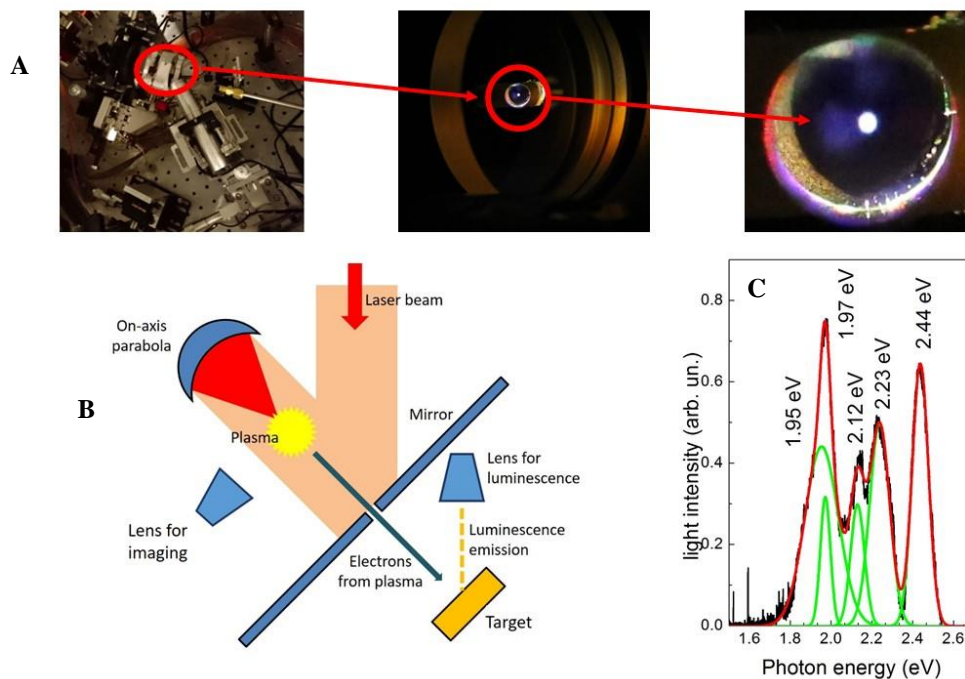 A
B
Laser beam
On-axis
parabola
Plasma
Mirror
Lens for
luminescence
Lens for
imaging
Luminescence
emission
Electrons
from plasma
Target
C
1.95 eV
1.97 eV
2.12 eV
2.23 eV
2.44 eV
light intensity (arb. un.)
0.8
0.6
0.4
0.2
0.0
1.6 1.8 2.0 2.2 2.4 2.6
Photon energy (eV)